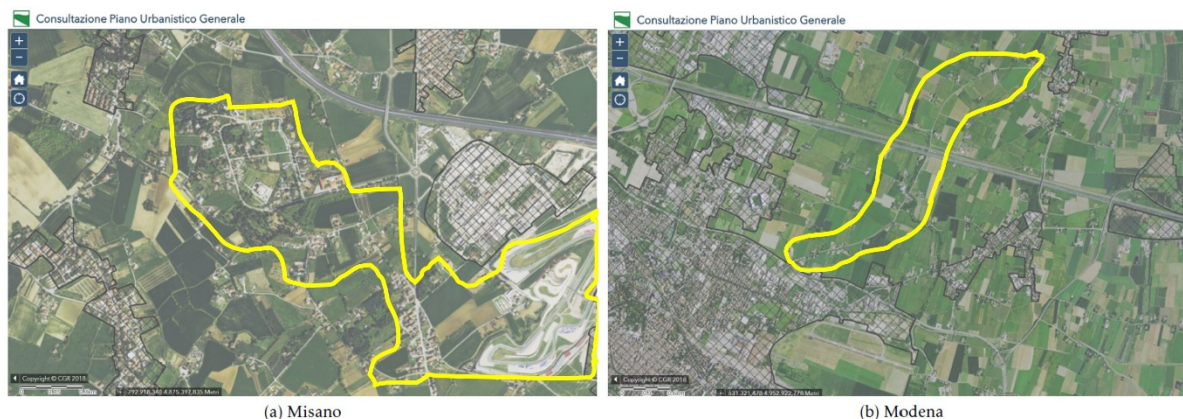 Consultazione Piano Urbanistico Generale
Copyright © CGR 2018
(a) Misano
Consultazione Piano Urbanistico Generale
Copyright © CGR 2018
(b) Modena